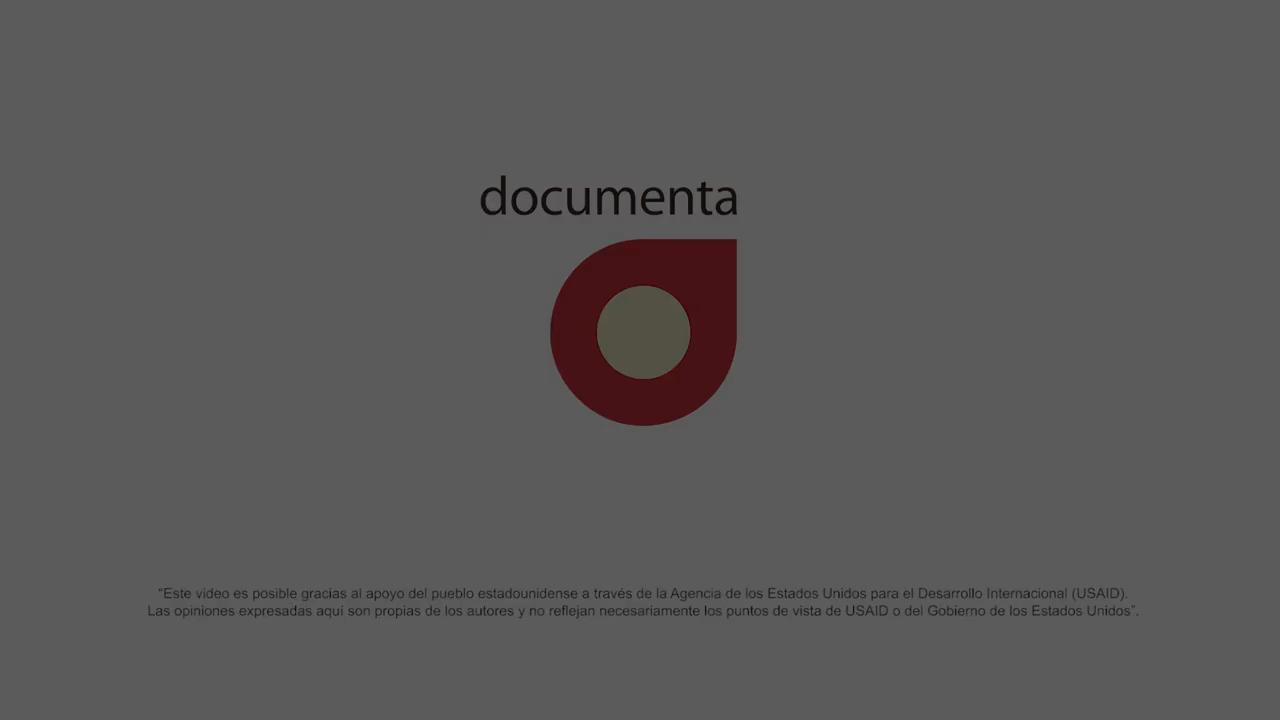 documenta
“Este video es posible gracias al apoyo del pueblo estadounidense a través de la Agencia de los Estados Unidos para el Desarrollo Internacional (USAID).
Las opiniones expresadas aquí son propias de los autores y no reflejan necesariamente los puntos de vista de USAID o del Gobierno de los Estados Unidos”.